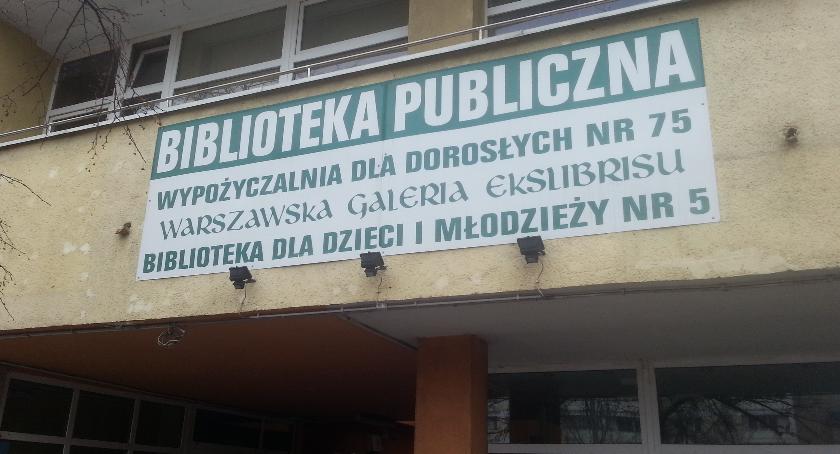 BIBLIOTEKA PUBLICZNA
WYPOŻYCZALNIA DLA DOROSŁYCH NR 75
WARSZAWSKA GALERIA EKSLIBRISU
BIBLIOTEKA DLA DZIECI I MŁODZIEŻY NR 5